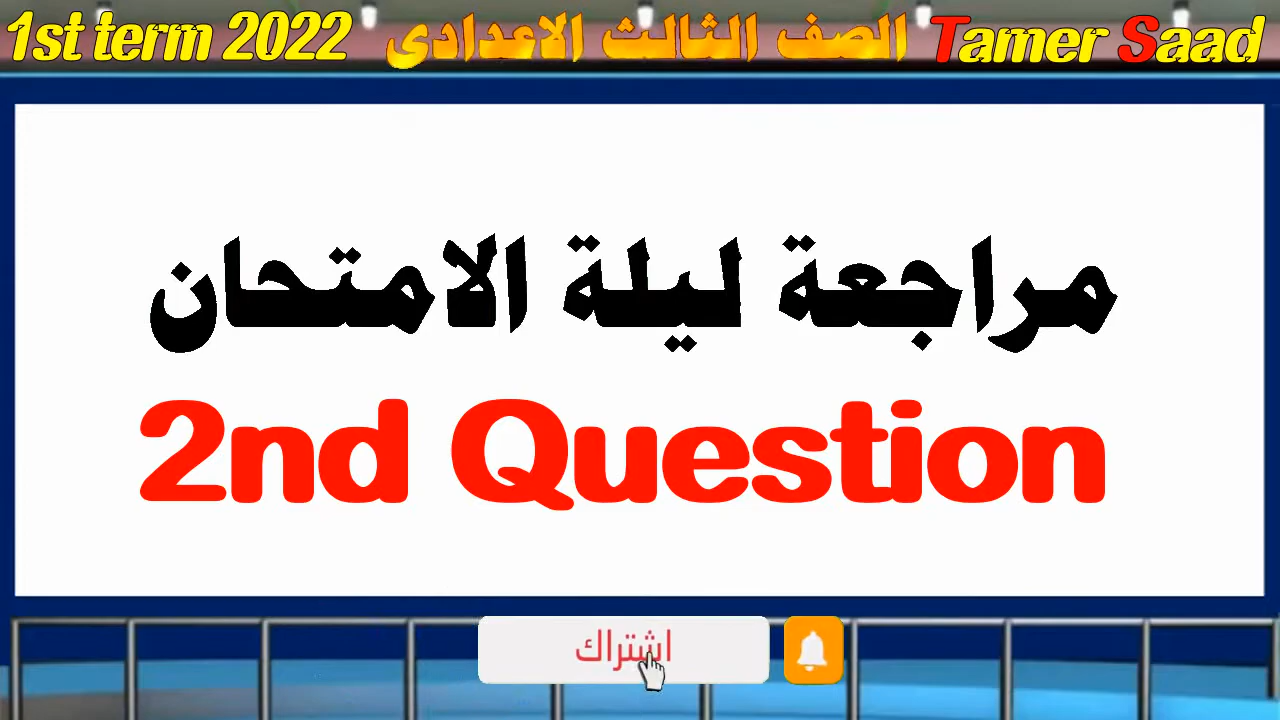 1st term 2022 الصف الثالث الاعدادى Tamer Saad
مراجعة ليلة الامتحان
2nd Question
اشتراك